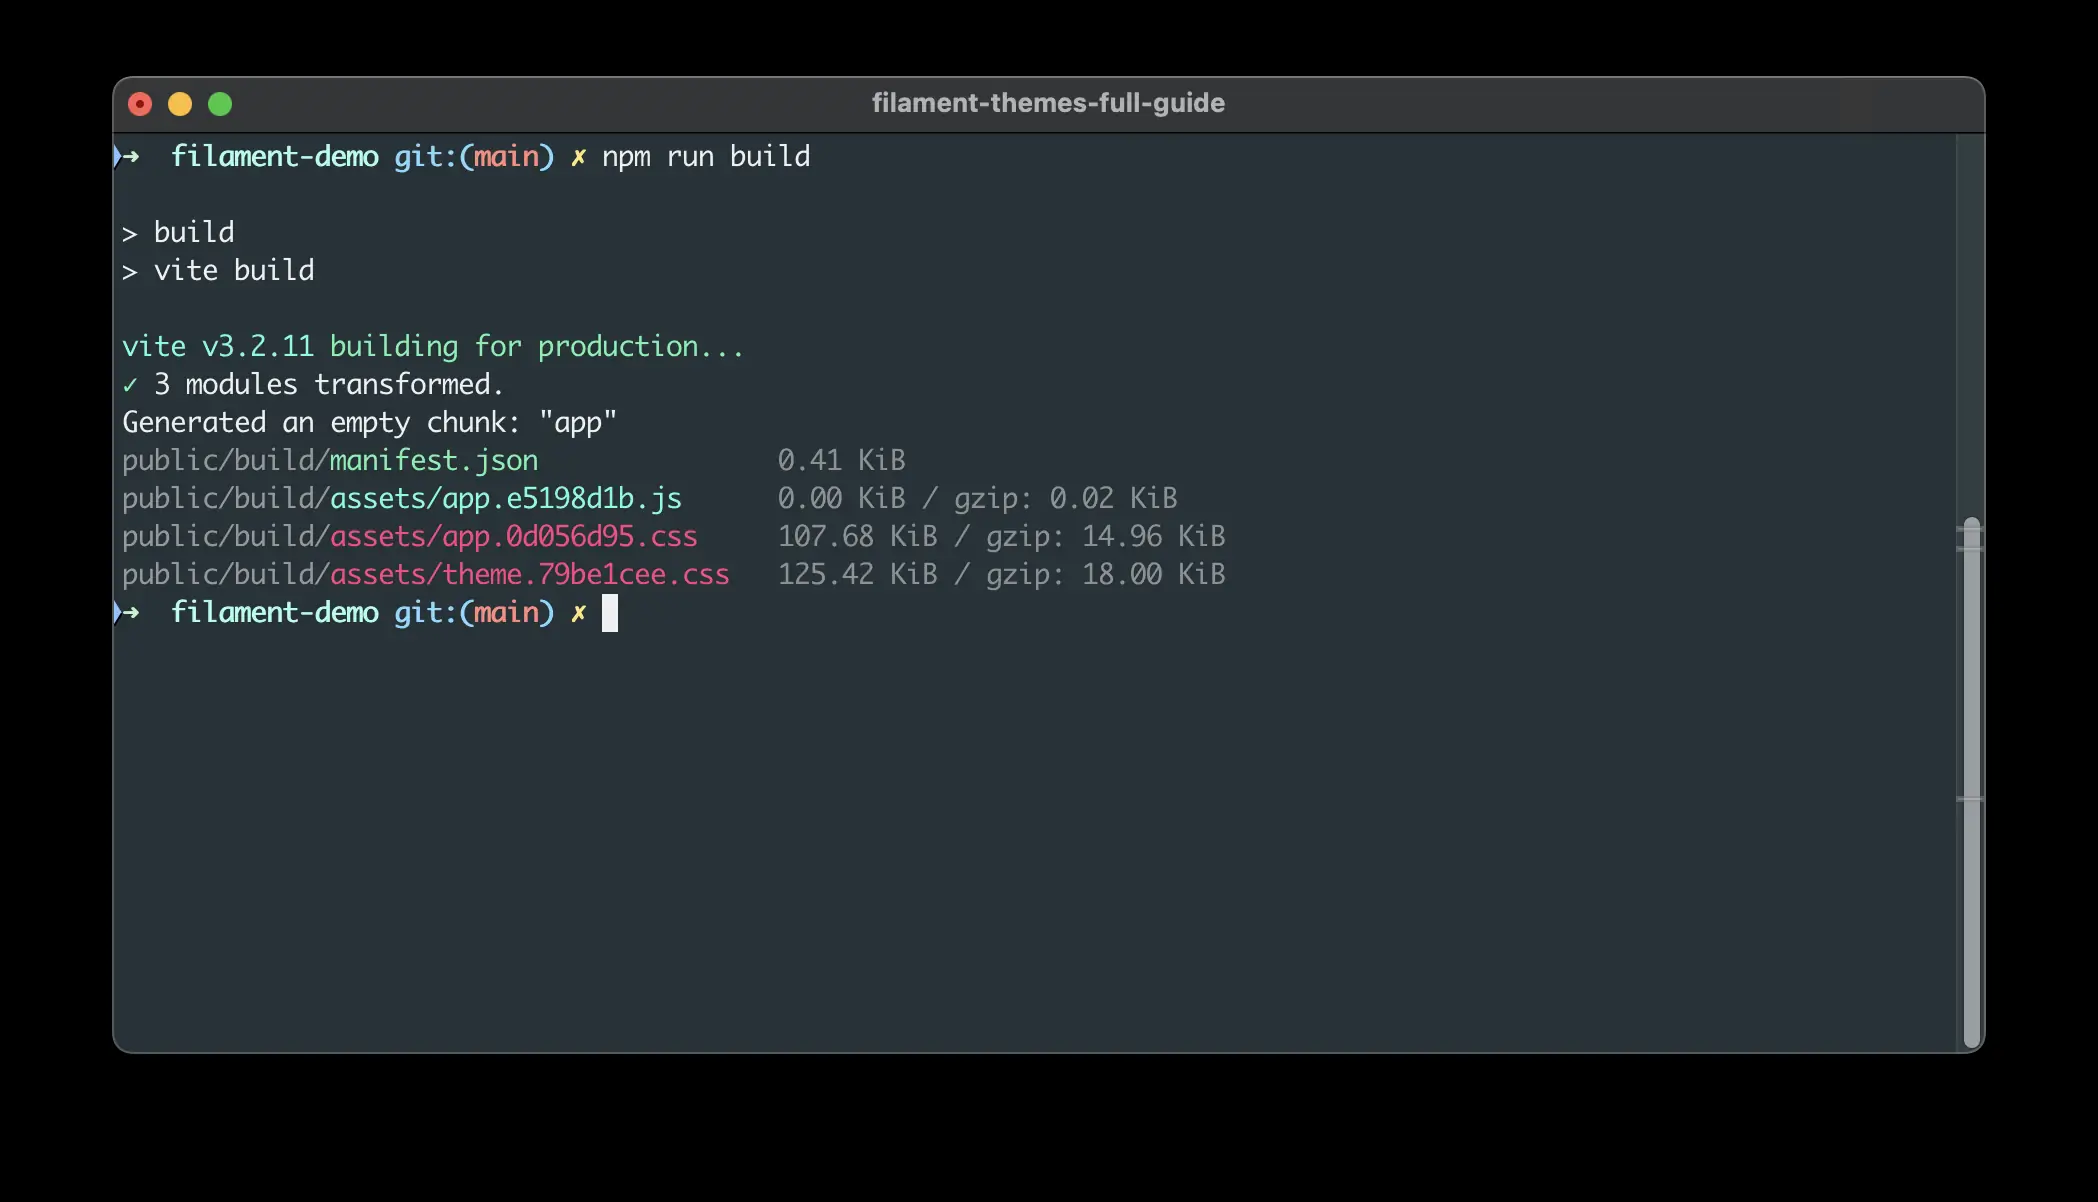 filament-themes-full-guide
➜  filament-demo git:(main) ✗ npm run build
> build
> vite build
vite v3.2.11 building for production...
✓ 3 modules transformed.
Generated an empty chunk: "app"
public/build/manifest.json               0.41 KiB
public/build/assets/app.e5198d1b.js      0.00 KiB / gzip: 0.02 KiB
public/build/assets/app.0d056d95.css     107.68 KiB / gzip: 14.96 KiB
public/build/assets/theme.79be1cee.css   125.42 KiB / gzip: 18.00 KiB
➜  filament-demo git:(main) ✗